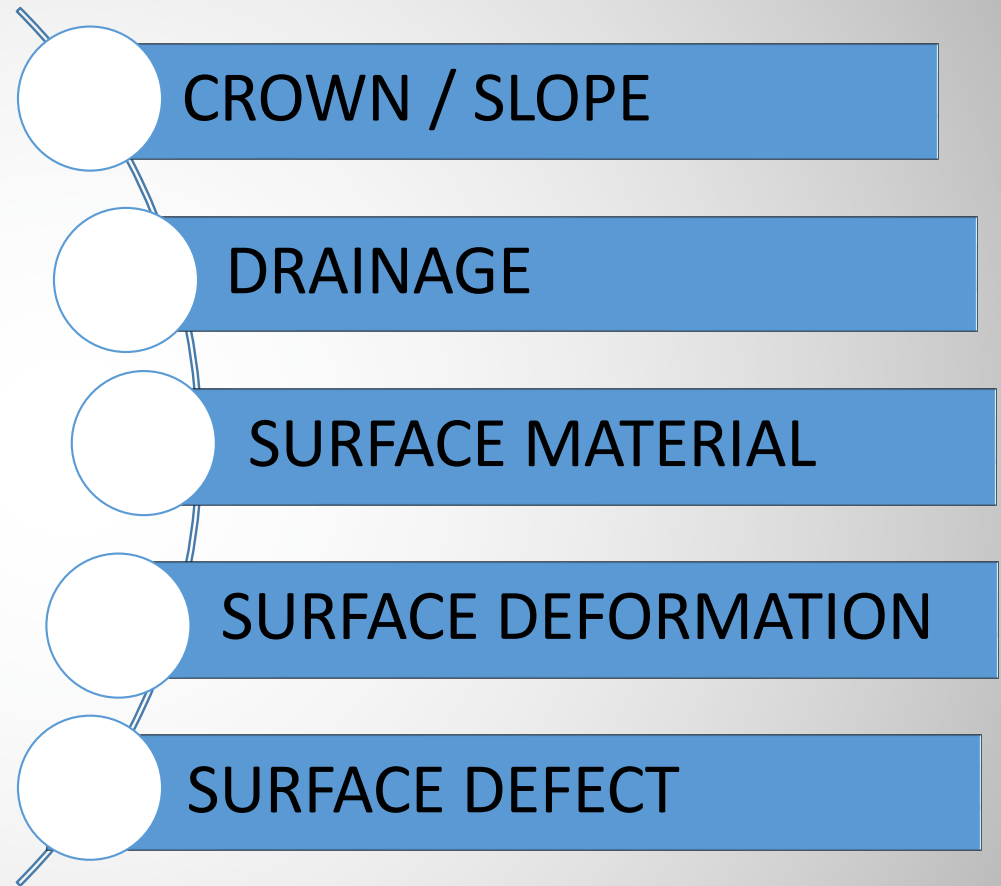 CROWN / SLOPE
DRAINAGE
SURFACE MATERIAL
SURFACE DEFORMATION
SURFACE DEFECT